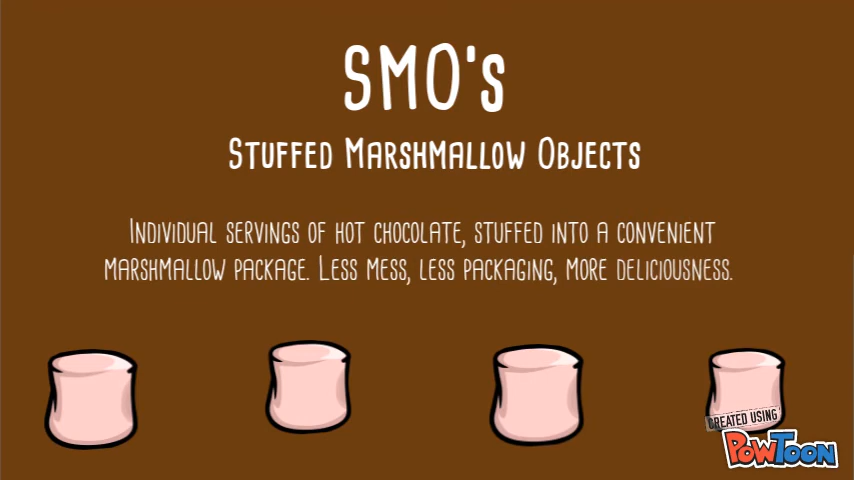 SMO's
Stuffed Marshmallow Objects
Individual servings of hot chocolate, stuffed into a convenient
marshmallow package. Less mess, less packaging, more deliciousness.
CREATED USING
PowToon